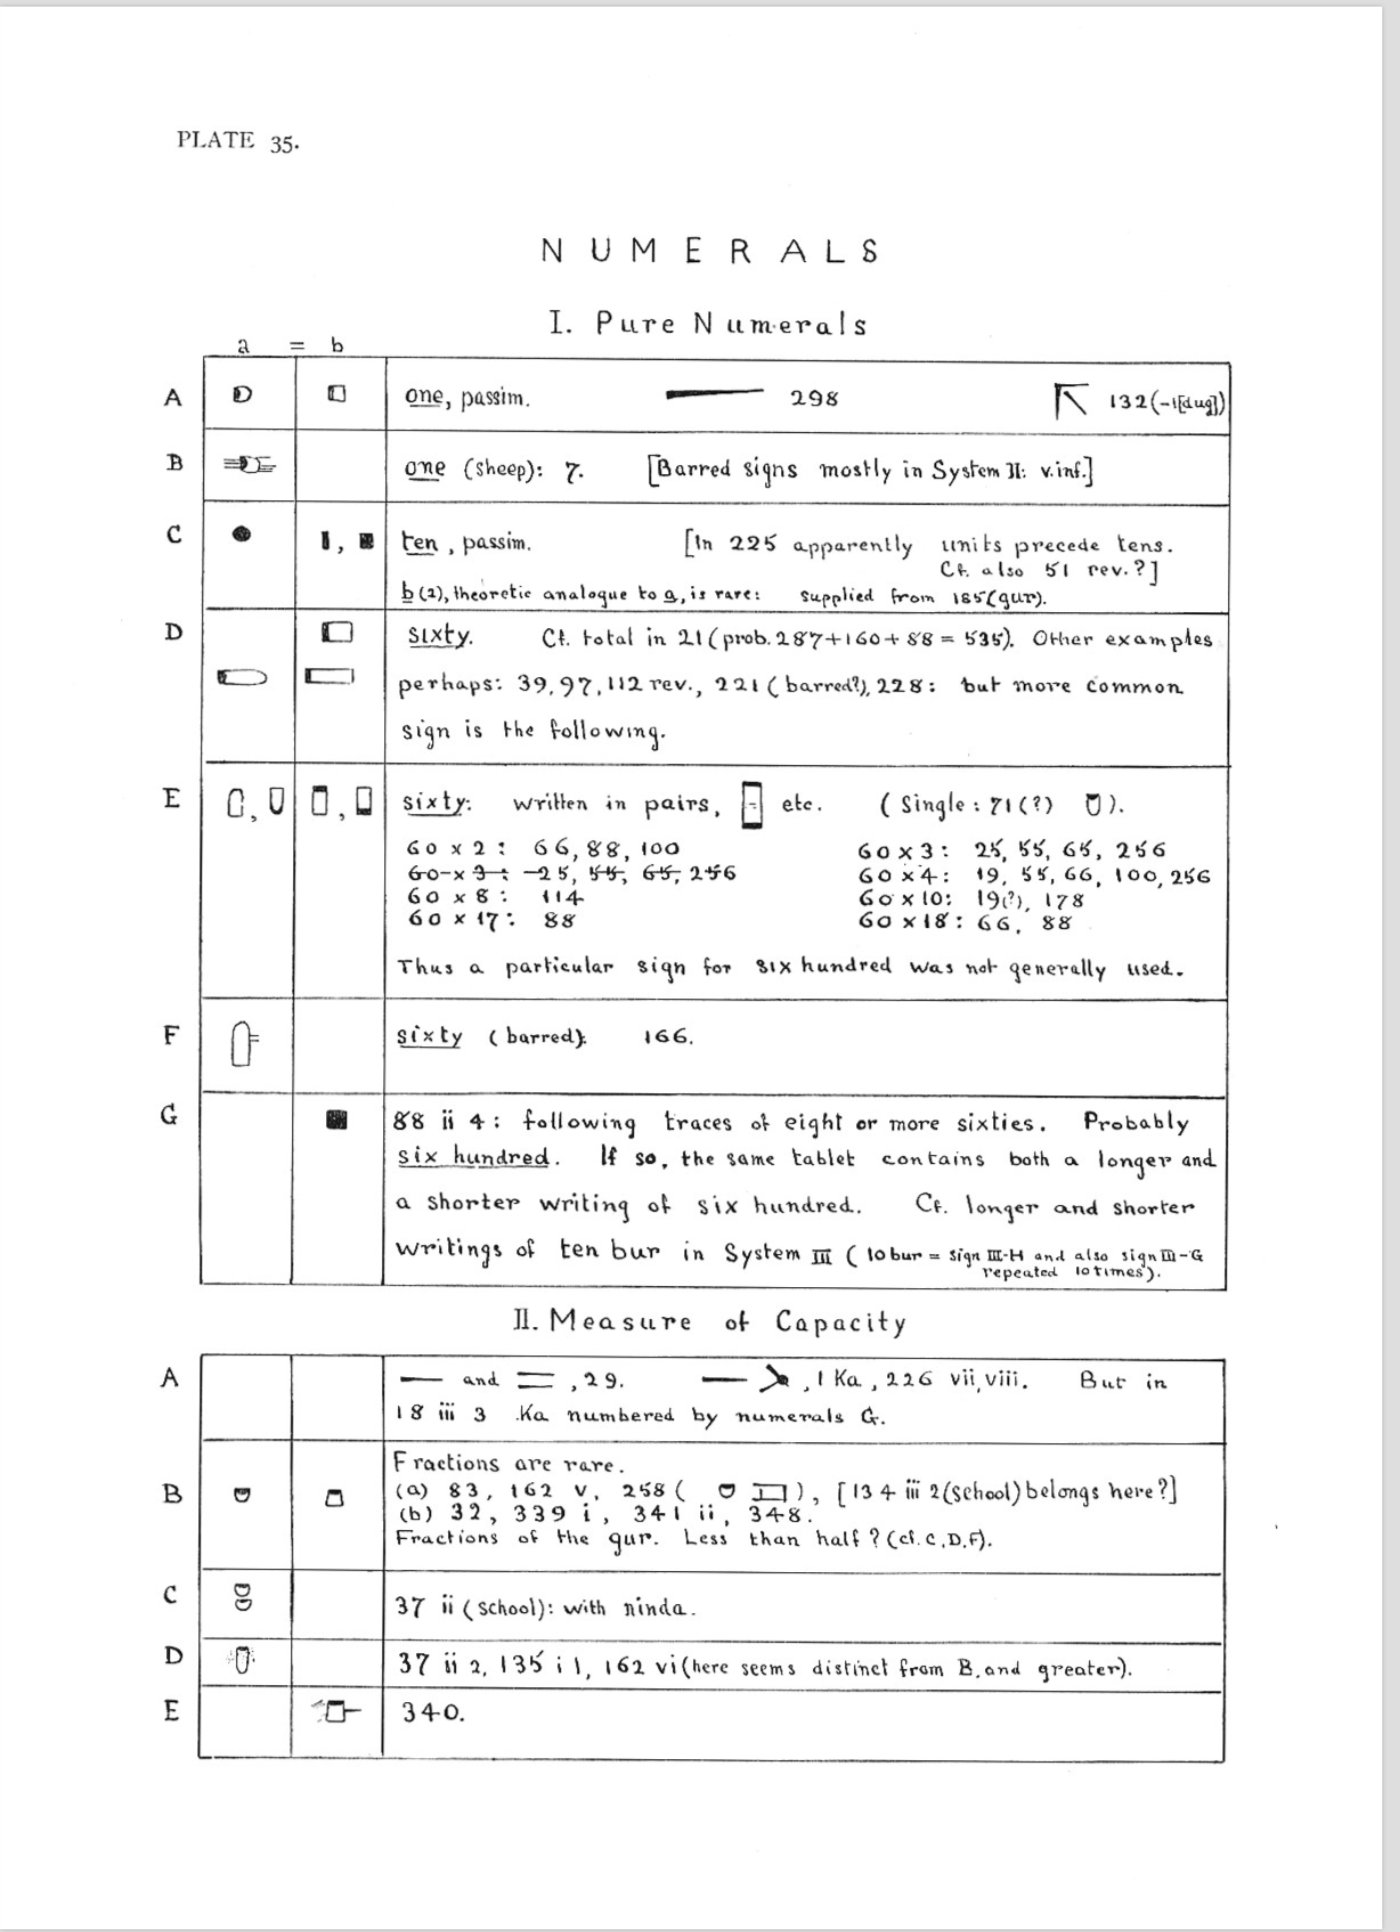 PLATE 35.
NUMERALS
I. Pure Numerals
a = b
A one, passim. 298 132(-1[dug])
B one (sheep): 7. [Barred signs mostly in System II: v. inf.]
C ten, passim. [In 225 apparently units precede tens.
Cf. also 51 rev.?]
b(2), theoretic analogue to a, is rare: supplied from 185(gur).
D sixty. Cf. total in 21 (prob. 287+160+88 = 535). Other examples
perhaps: 39, 97, 112 rev., 221 (barred?), 228: but more common
sign is the following.
E sixty: written in pairs, etc. (Single: 71(?) ).
60 x 2: 66, 88, 100 60 x 3: 25, 55, 65, 256
60 x 3: 25, 55, 65, 256 60 x 4: 19, 55, 66, 100, 256
60 x 8: 114 60 x 10: 19(?), 178
60 x 17: 88 60 x 18: 66, 88
Thus a particular sign for six hundred was not generally used.
F sixty (barred): 166.
G 88 ii 4: following traces of eight or more sixties. Probably
six hundred. If so, the same tablet contains both a longer and
a shorter writing of six hundred. Cf. longer and shorter
writings of ten bur in System III (10 bur = sign III-H and also sign III-G
repeated 10 times).
II. Measure of Capacity
A and , 29. , 1 Ka, 226 vii, viii. But in
18 iii 3 Ka numbered by numerals G.
B Fractions are rare.
(a) 83, 162 v, 258 ( ), [134 iii 2 (school) belongs here?]
(b) 32, 339 i, 341 ii, 348.
Fractions of the gur. Less than half? (cf. C, D, F).
C 37 ii (school): with ninda.
D 37 ii 2, 135 i 1, 162 vi (here seems distinct from B, and greater).
E 340.